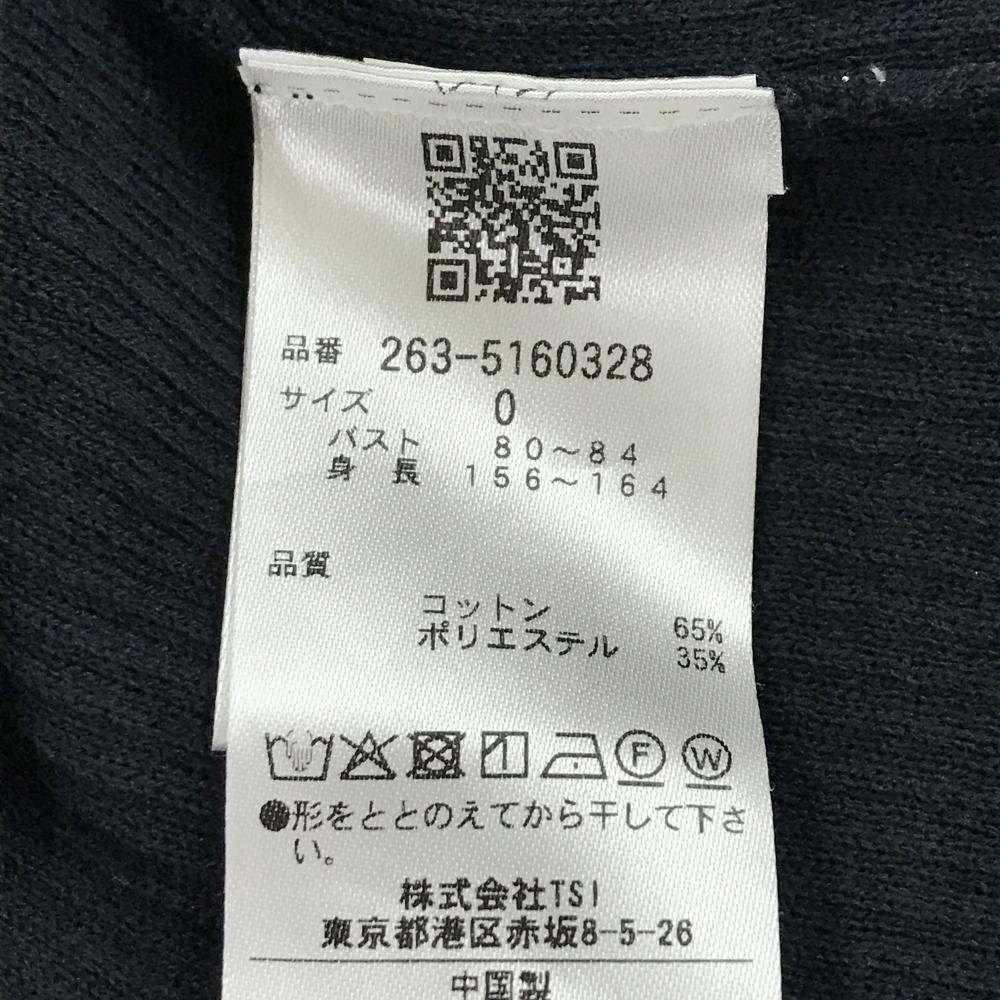 品番 263-5160328
サイズ 0
バスト 80～84
身長 156～164
品質
コットン 65%
ポリエステル 35%
F W
●形をととのえてから干して下さ
い。
株式会社TSI
東京都港区赤坂8-5-26
中国製